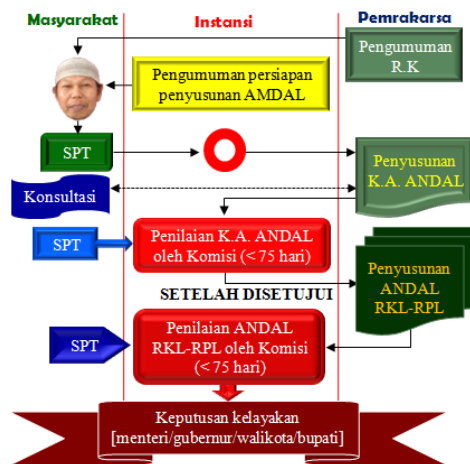 Masyarakat
Instansi
Pemrakarsa
Pengumuman
R.K
Pengumuman persiapan
penyusunan AMDAL
SPT
Penyusunan
K.A. ANDAL
Konsultasi
SPT
Penilaian K.A. ANDAL
oleh Komisi (< 75 hari)
Penyusunan
ANDAL
RKL-RPL
SETELAH DISETUJUI
SPT
Penilaian ANDAL
RKL-RPL oleh Komisi
(< 75 hari)
Keputusan kelayakan
[menteri/gubernur/walikota/bupati]